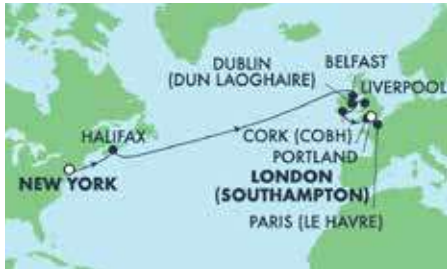 DUBLIN
(DUN LAOGHAIRE)
BELFAST
LIVERPOOL
HALIFAX
NEW YORK
CORK (COBH)
PORTLAND
LONDON
(SOUTHAMPTON)
PARIS (LE HAVRE)